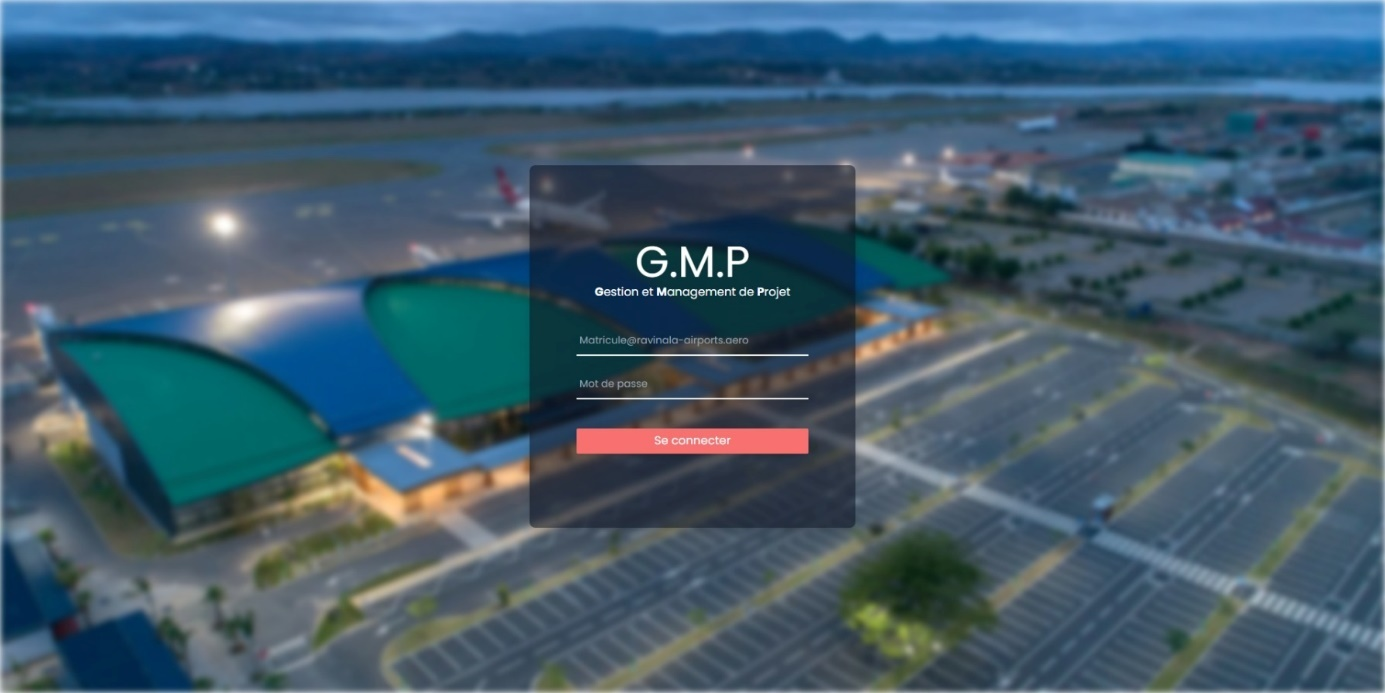 G.M.P
Gestion et Management de Projet
Matricule@ravinala-airports.aero
Mot de passe
Se connecter